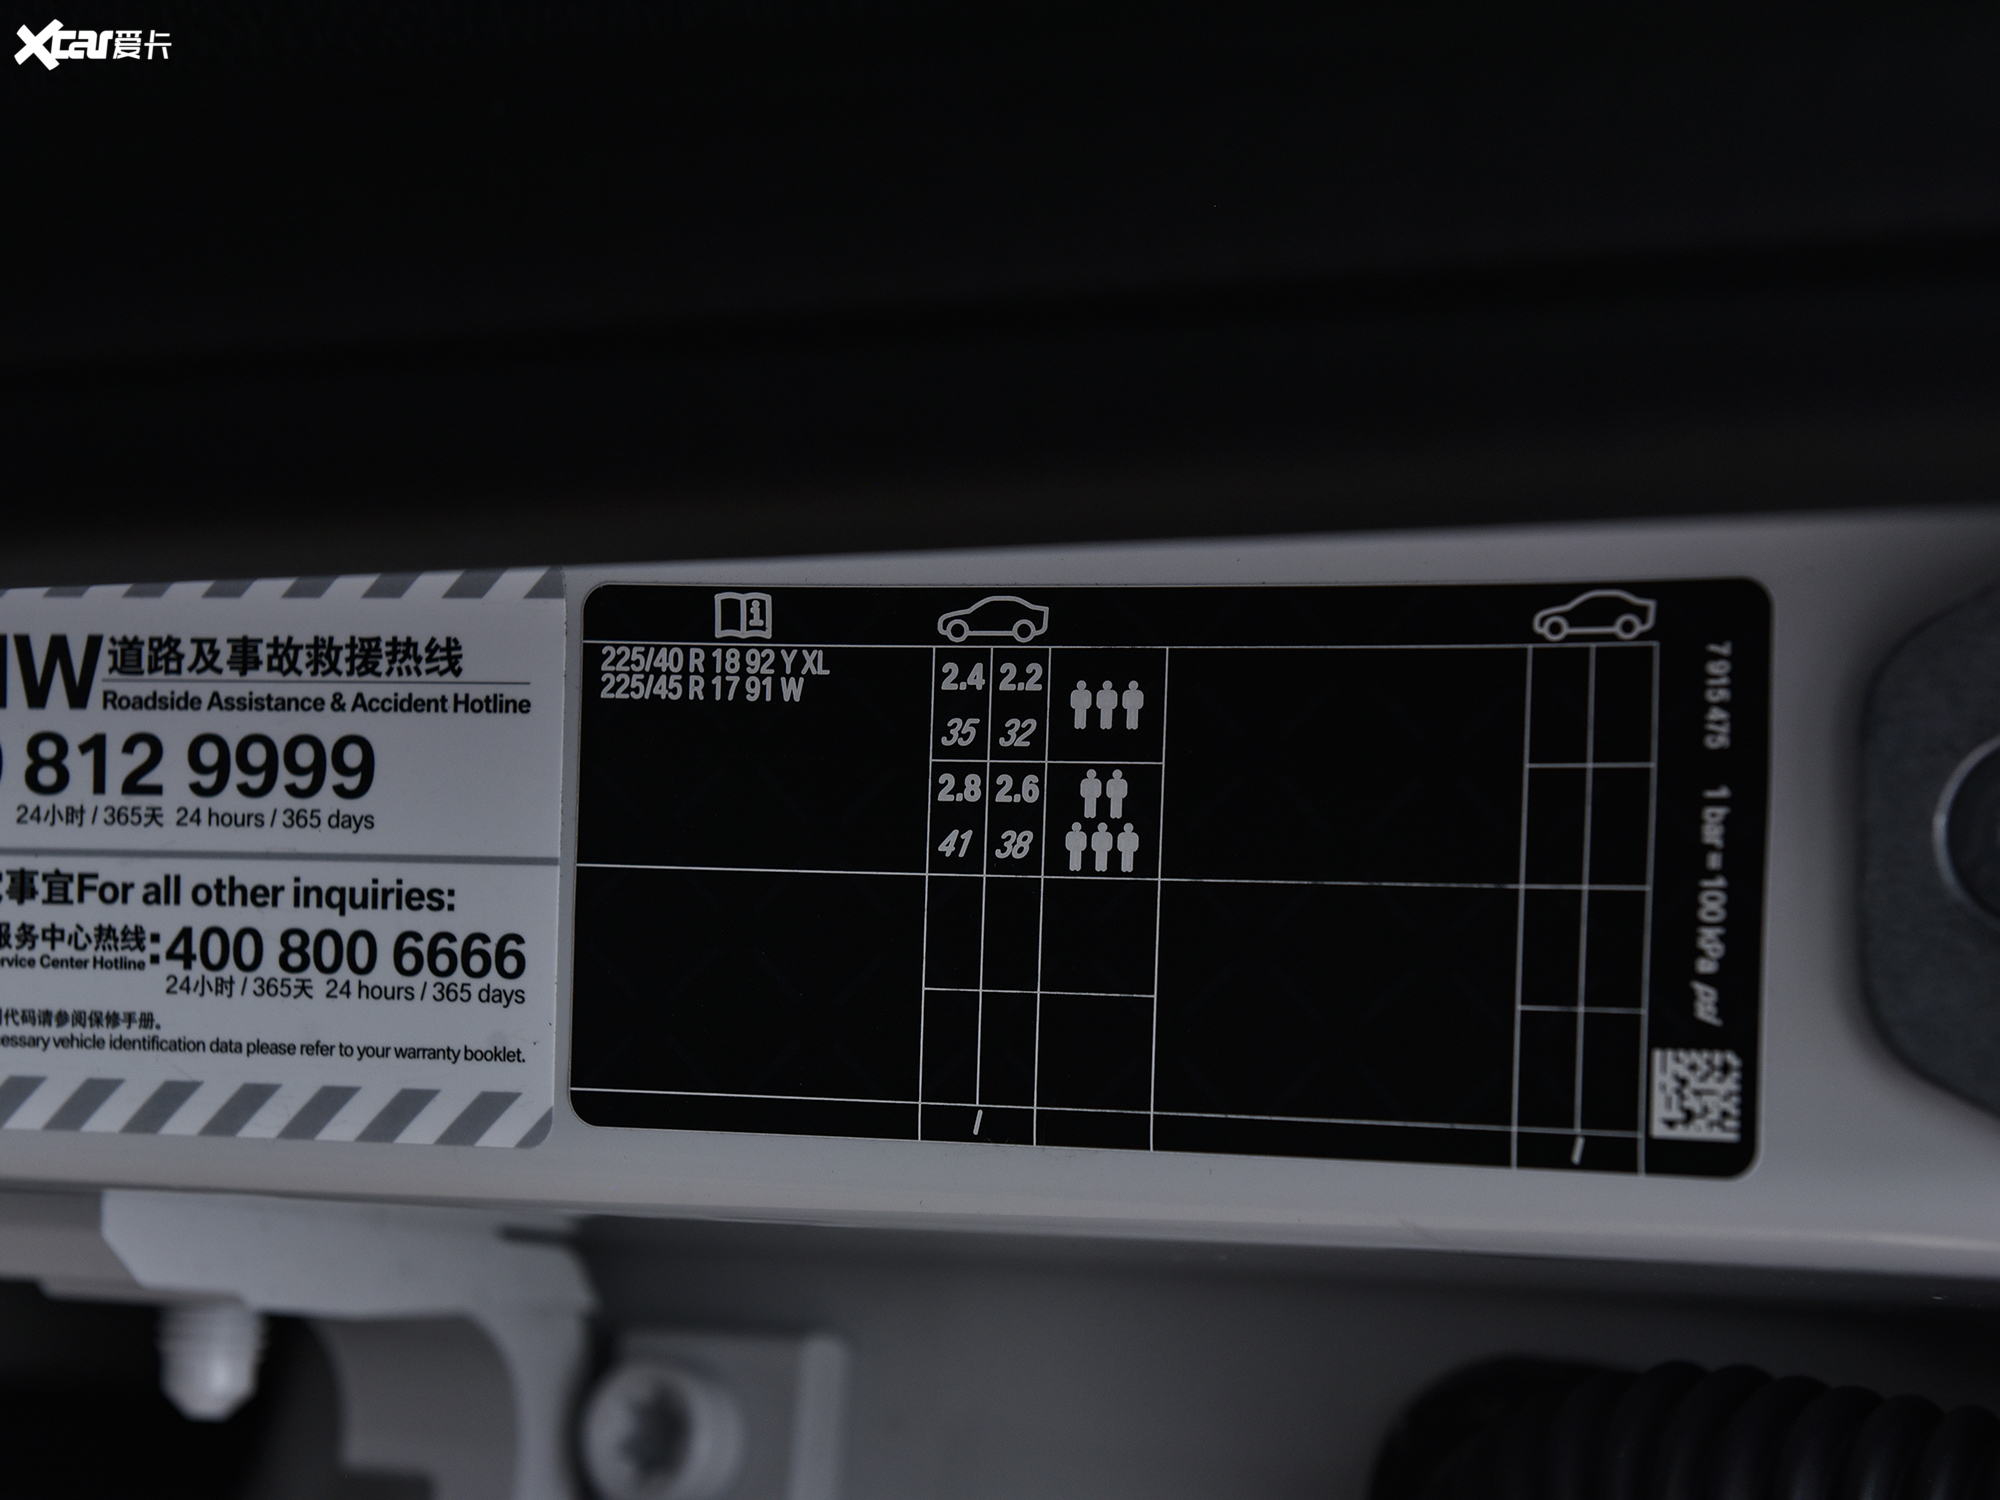 Xcar爱卡
道路及事故救援热线
Roadside Assistance & Accident Hotline
812 9999
24小时 / 365天 24 hours / 365 days
事宜For all other inquiries:
服务中心热线:400 800 6666
Center Hotline
24小时 / 365天 24 hours / 365 days
代码请参阅保修手册。
vehicle identification data please refer to your warranty booklet.
i
225/40 R 18 92 Y XL
225/45 R 17 91 W
2.4 2.2
35 32
2.8 2.6
41 38
/
/
7 915 475 1 bar = 100 kPa psi